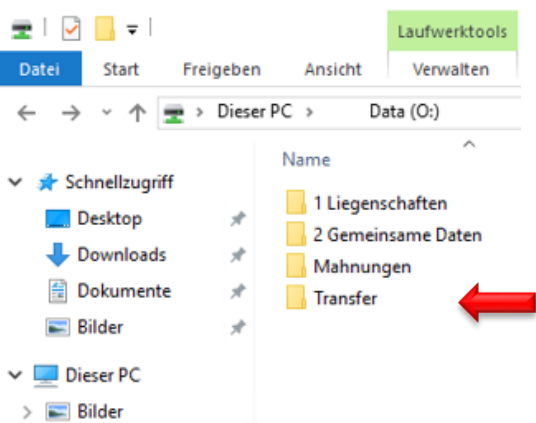 Laufwerktools
Datei Start Freigeben Ansicht Verwalten
Dieser PC Data (O:)
Name
Schnellzugriff
Desktop
Downloads
Dokumente
Bilder
Dieser PC
Bilder
1 Liegenschaften
2 Gemeinsame Daten
Mahnungen
Transfer